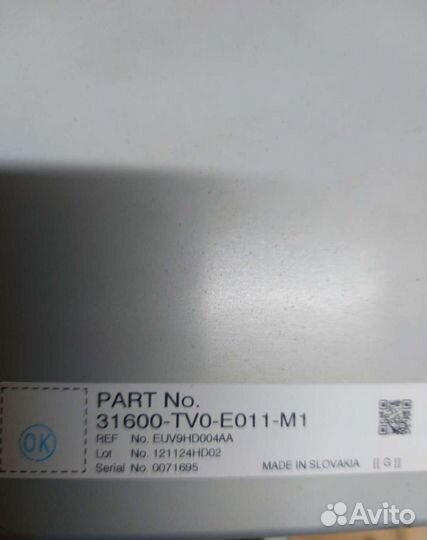 PART No.
31600-TV0-E011-M1
OK
REF No. EUV9HD004AA
Lot No. 121124HD02
Serial No. 0071695
MADE IN SLOVAKIA [[ G ]]
Avito